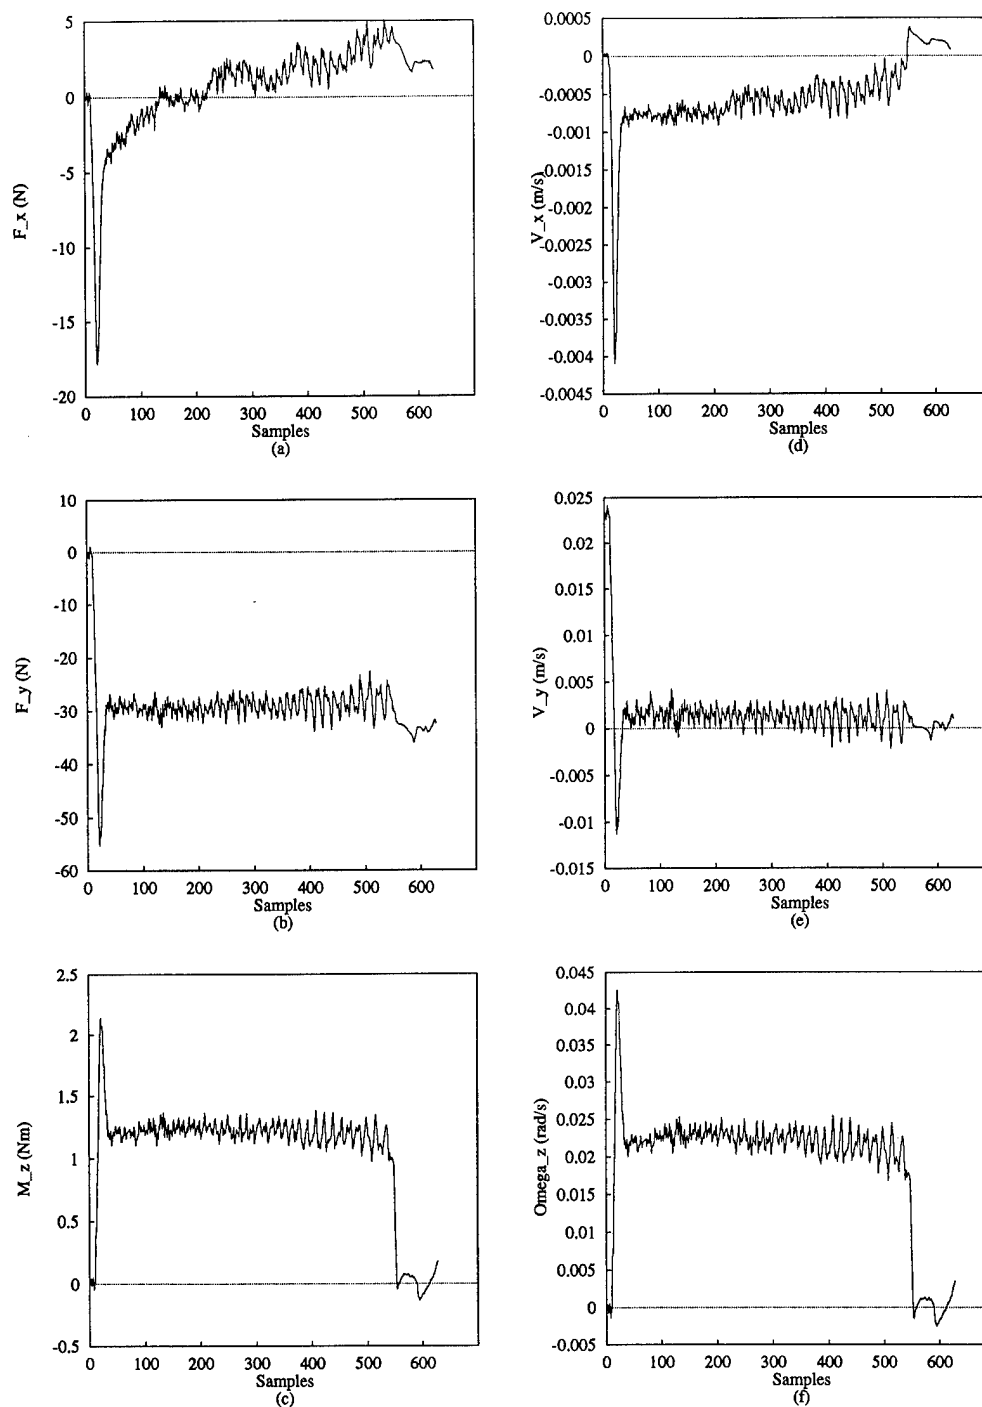 5
0
-5
-10
-15
-20
F_x (N)
0 100 200 300 400 500 600
Samples
(a)
0.0005
0
-0.0005
-0.001
-0.0015
-0.002
-0.0025
-0.003
-0.0035
-0.004
-0.0045
V_x (m/s)
0 100 200 300 400 500 600
Samples
(d)
10
0
-10
-20
-30
-40
-50
-60
F_y (N)
0 100 200 300 400 500 600
Samples
(b)
0.025
0.02
0.015
0.01
0.005
0
-0.005
-0.01
-0.015
V_y (m/s)
0 100 200 300 400 500 600
Samples
(e)
2.5
2
1.5
1
0.5
0
-0.5
M_z (Nm)
0 100 200 300 400 500 600
Samples
(c)
0.045
0.04
0.035
0.03
0.025
0.02
0.015
0.01
0.005
0
-0.005
Omega_z (rad/s)
0 100 200 300 400 500 600
Samples
(f)